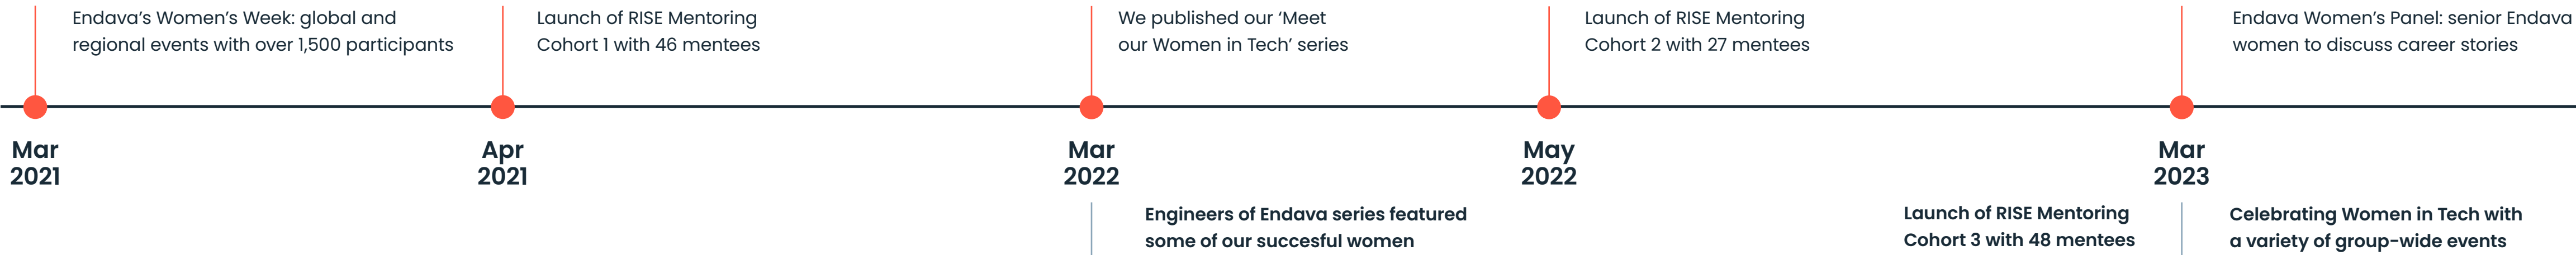 Endava's Women's Week: global and
regional events with over 1,500 participants
Launch of RISE Mentoring
Cohort 1 with 46 mentees
We published our ‘Meet
our Women in Tech’ series
Launch of RISE Mentoring
Cohort 2 with 27 mentees
Endava Women’s Panel: senior Endava
women to discuss career stories
Mar
2021
Apr
2021
Mar
2022
May
2022
Mar
2023
Engineers of Endava series featured
some of our succesful women
Launch of RISE Mentoring
Cohort 3 with 48 mentees
Celebrating Women in Tech with
a variety of group-wide events